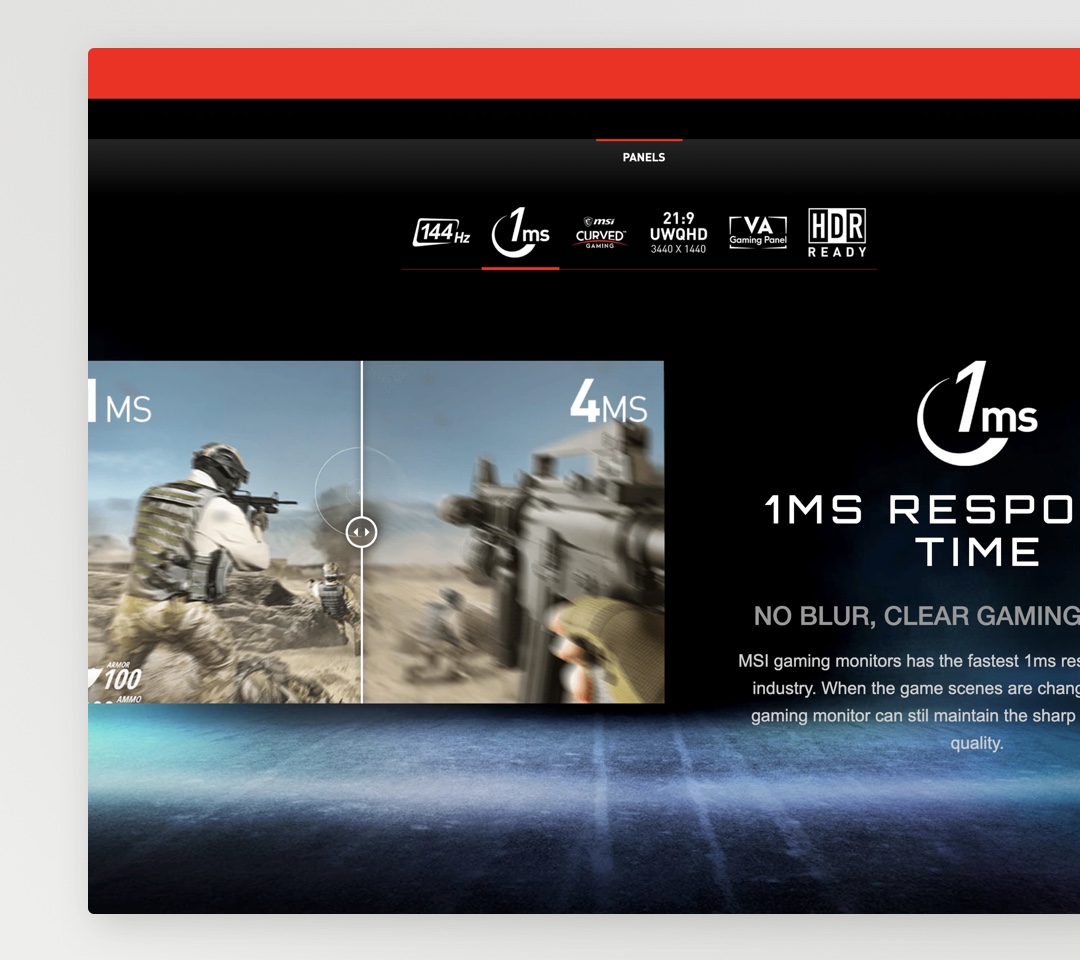 PANELS
144Hz
1ms
msi
CURVED
GAMING
21:9
UWQHD
3440 X 1440
VA
Gaming Panel
HDR
READY
1MS
4MS
1ms
1MS RESPO
TIME
NO BLUR, CLEAR GAMING
MSI gaming monitors has the fastest 1ms res
industry. When the game scenes are chang
gaming monitor can stil maintain the sharp
quality.
ARMOR
100
AMMO